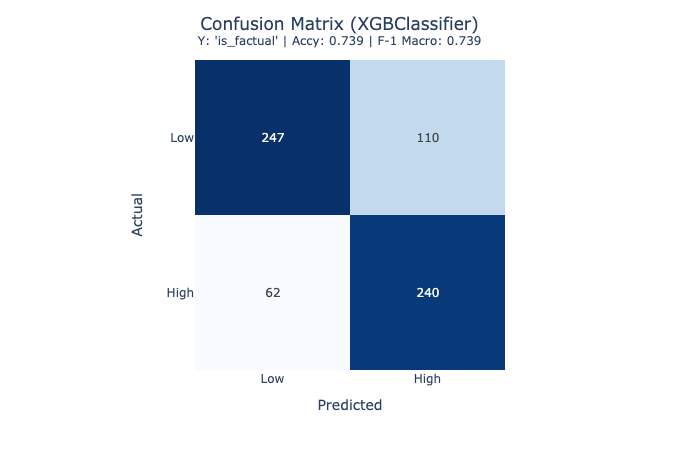 Confusion Matrix (XGBClassifier)
Y: 'is_factual' | Accy: 0.739 | F-1 Macro: 0.739
Low 247 110
Actual
High 62 240
Low High
Predicted